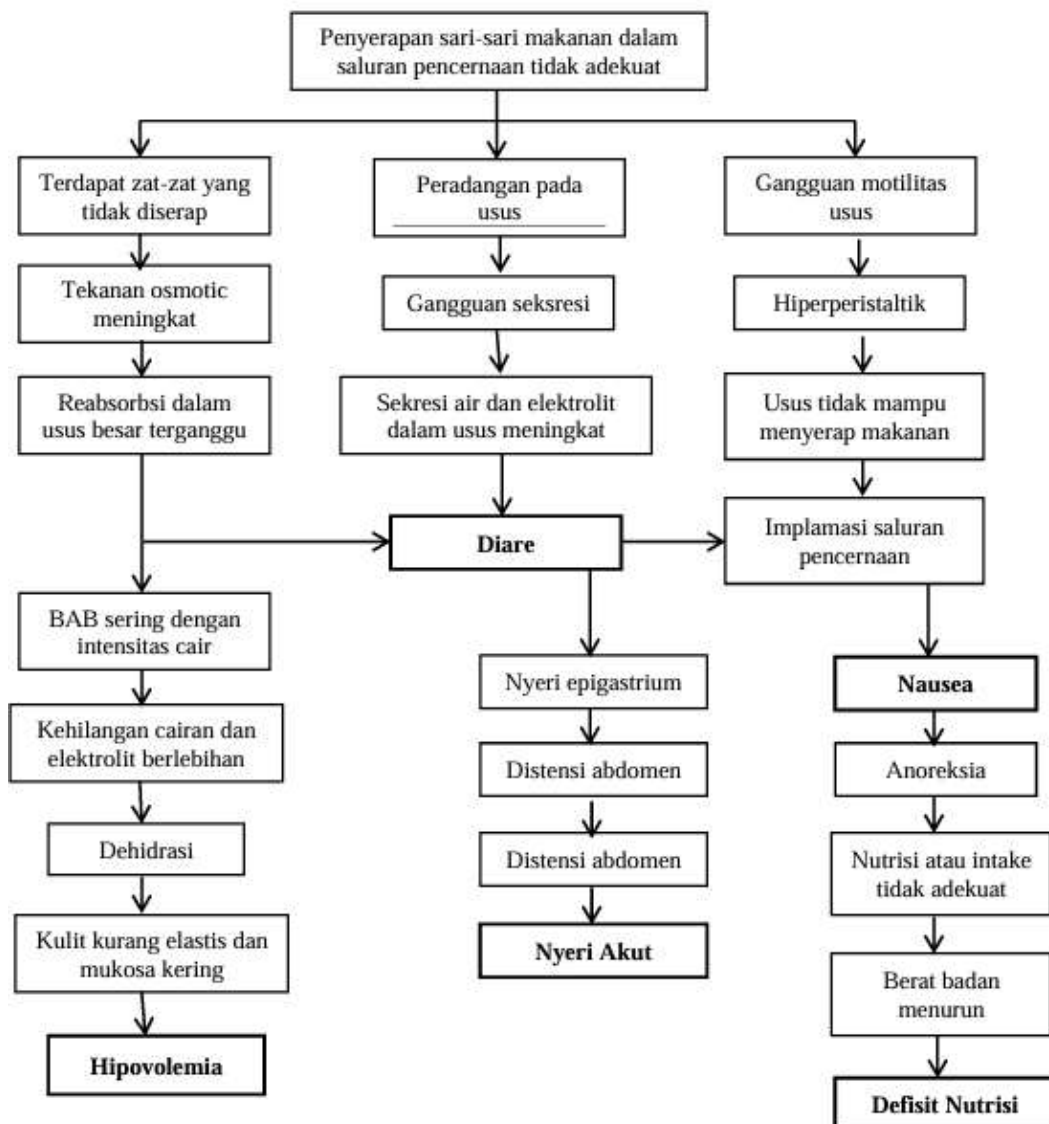 Penyerapan sari-sari makanan dalam
saluran pencernaan tidak adekuat
Terdapat zat-zat yang
tidak diserap
Peradangan pada
usus
Gangguan motilitas
usus
Tekanan osmotic
meningkat
Gangguan seksresi
Hiperperistaltik
Reabsorbsi dalam
usus besar terganggu
Sekresi air dan elektrolit
dalam usus meningkat
Usus tidak mampu
menyerap makanan
Diare
Implamasi saluran
pencernaan
BAB sering dengan
intensitas cair
Nyeri epigastrium
Nausea
Kehilangan cairan dan
elektrolit berlebihan
Distensi abdomen
Anoreksia
Dehidrasi
Distensi abdomen
Nutrisi atau intake
tidak adekuat
Kulit kurang elastis dan
mukosa kering
Nyeri Akut
Berat badan
menurun
Hipovolemia
Defisit Nutrisi